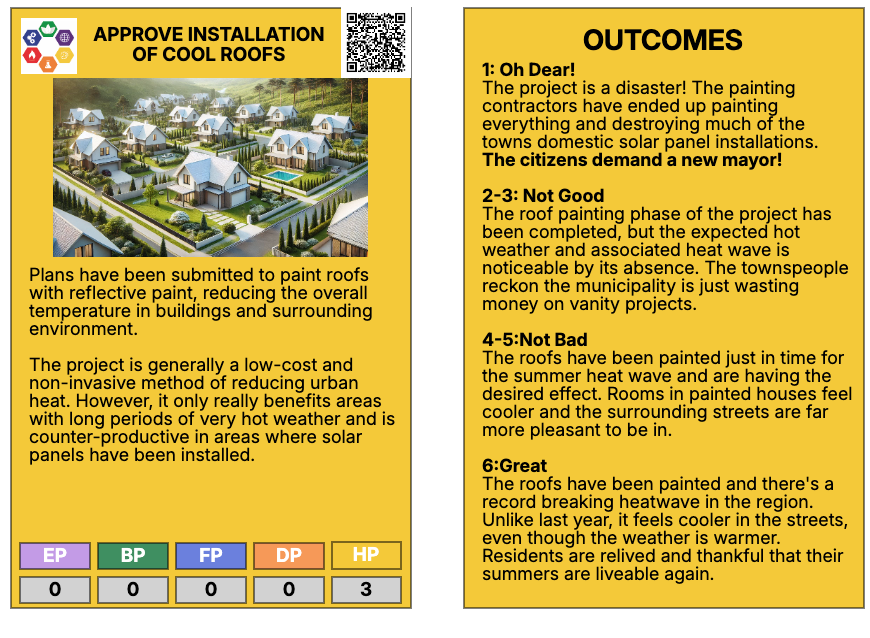 APPROVE INSTALLATION
OF COOL ROOFS
Plans have been submitted to paint roofs
with reflective paint, reducing the overall
temperature in buildings and surrounding
environment.
The project is generally a low-cost and
non-invasive method of reducing urban
heat. However, it only really benefits areas
with long periods of very hot weather and is
counter-productive in areas where solar
panels have been installed.
EP BP FP DP HP
0 0 0 0 3
OUTCOMES
1: Oh Dear!
The project is a disaster! The painting
contractors have ended up painting
everything and destroying much of the
towns domestic solar panel installations.
The citizens demand a new mayor!
2-3: Not Good
The roof painting phase of the project has
been completed, but the expected hot
weather and associated heat wave is
noticeable by its absence. The townspeople
reckon the municipality is just wasting
money on vanity projects.
4-5:Not Bad
The roofs have been painted just in time for
the summer heat wave and are having the
desired effect. Rooms in painted houses feel
cooler and the surrounding streets are far
more pleasant to be in.
6:Great
The roofs have been painted and there's a
record breaking heatwave in the region.
Unlike last year, it feels cooler in the streets,
even though the weather is warmer.
Residents are relived and thankful that their
summers are liveable again.